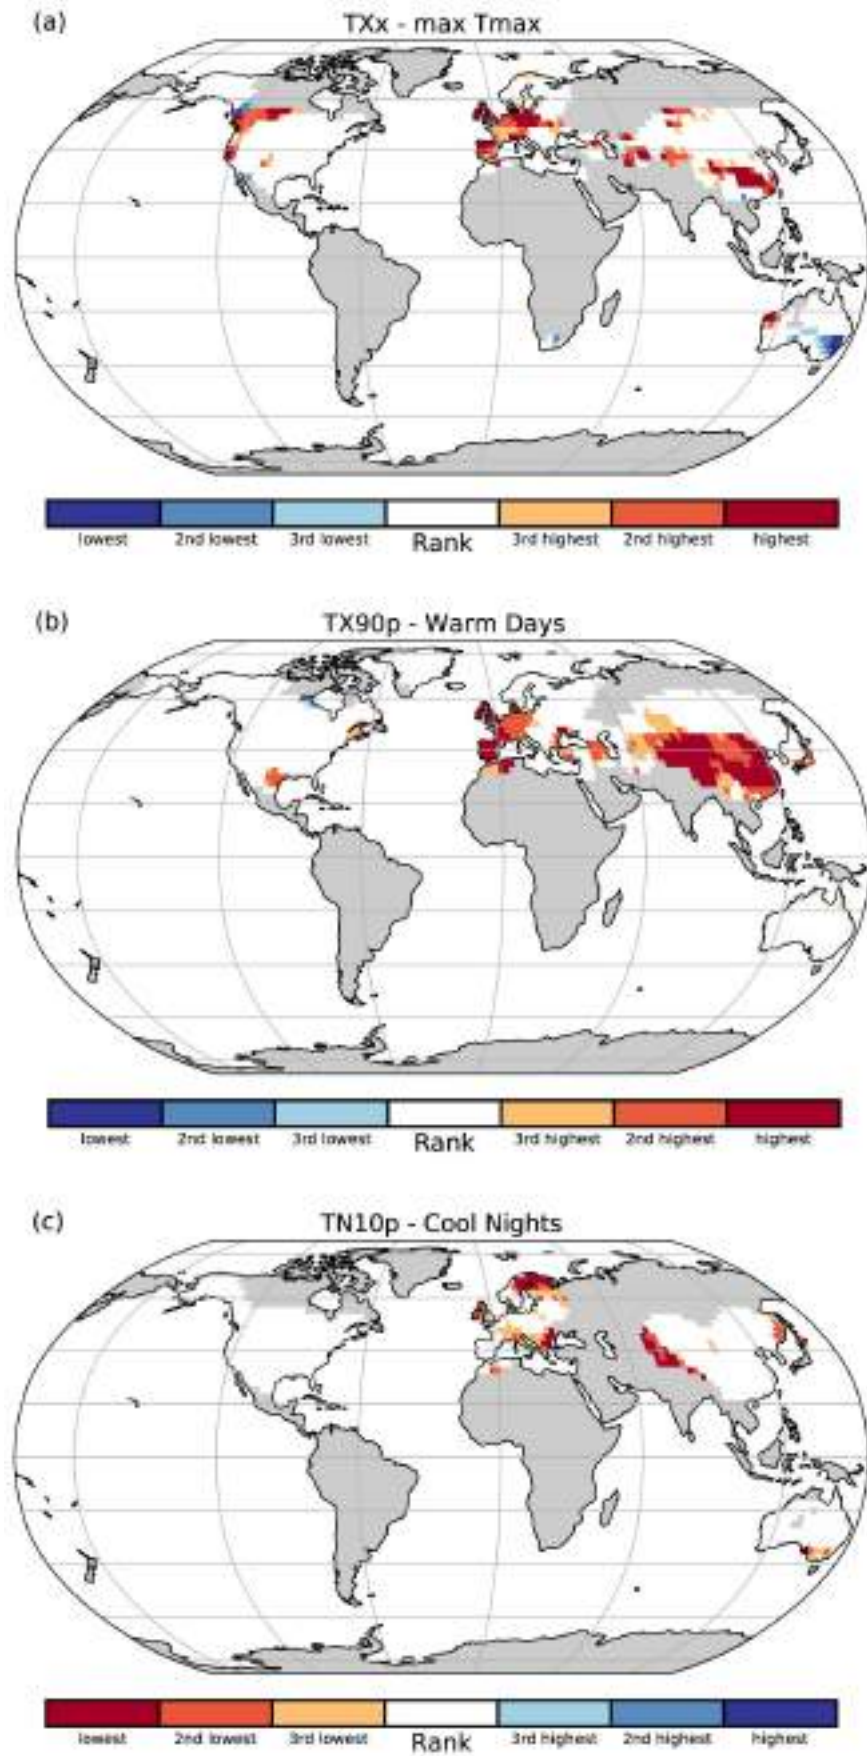 (a)
TXx - max Tmax
lowest 2nd lowest 3rd lowest Rank 3rd highest 2nd highest highest
(b)
TX90p - Warm Days
lowest 2nd lowest 3rd lowest Rank 3rd highest 2nd highest highest
(c)
TN10p - Cool Nights
lowest 2nd lowest 3rd lowest Rank 3rd highest 2nd highest highest